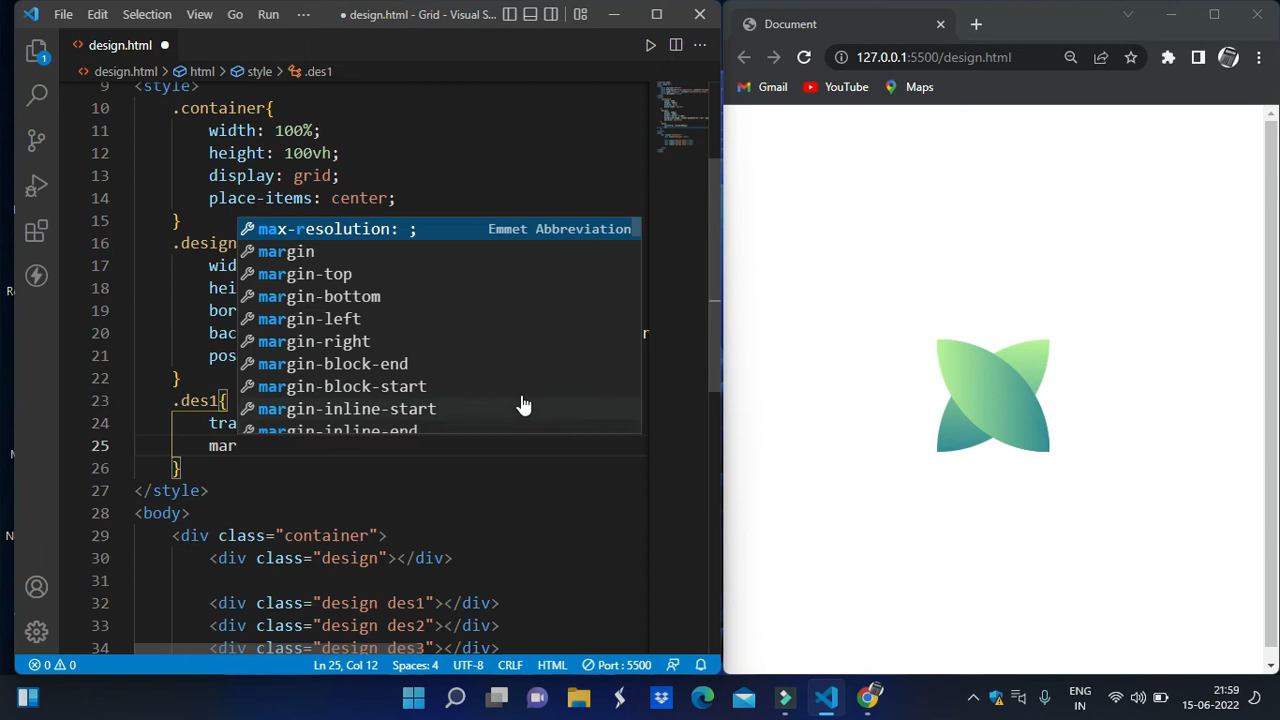 File Edit Selection View Go Run ··· ● design.html - Grid - Visual S...
Document
design.html ●
127.0.0.1:5500/design.html
design.html > html > style > .des1
Gmail YouTube Maps
9 <style>
10 .container{
11 width: 100%;
12 height: 100vh;
13 display: grid;
14 place-items: center;
15 }
max-resolution: ; Emmet Abbreviation
16 .design
margin
17 wid
margin-top
18 hei
margin-bottom
19 bor
margin-left
20 bac
margin-right
21 pos
margin-block-end
22 }
margin-block-start
23 .des1{
margin-inline-start
24 tra
margin-inline-end
25 mar
26 }
27 </style>
28 <body>
29 <div class="container">
30 <div class="design"></div>
31
32 <div class="design des1"></div>
33 <div class="design des2"></div>
34 <div class="design des3"></div>
0 0 Ln 25, Col 12 Spaces: 4 UTF-8 CRLF HTML Port : 5500
1
ENG
IN
21:59
15-06-2022